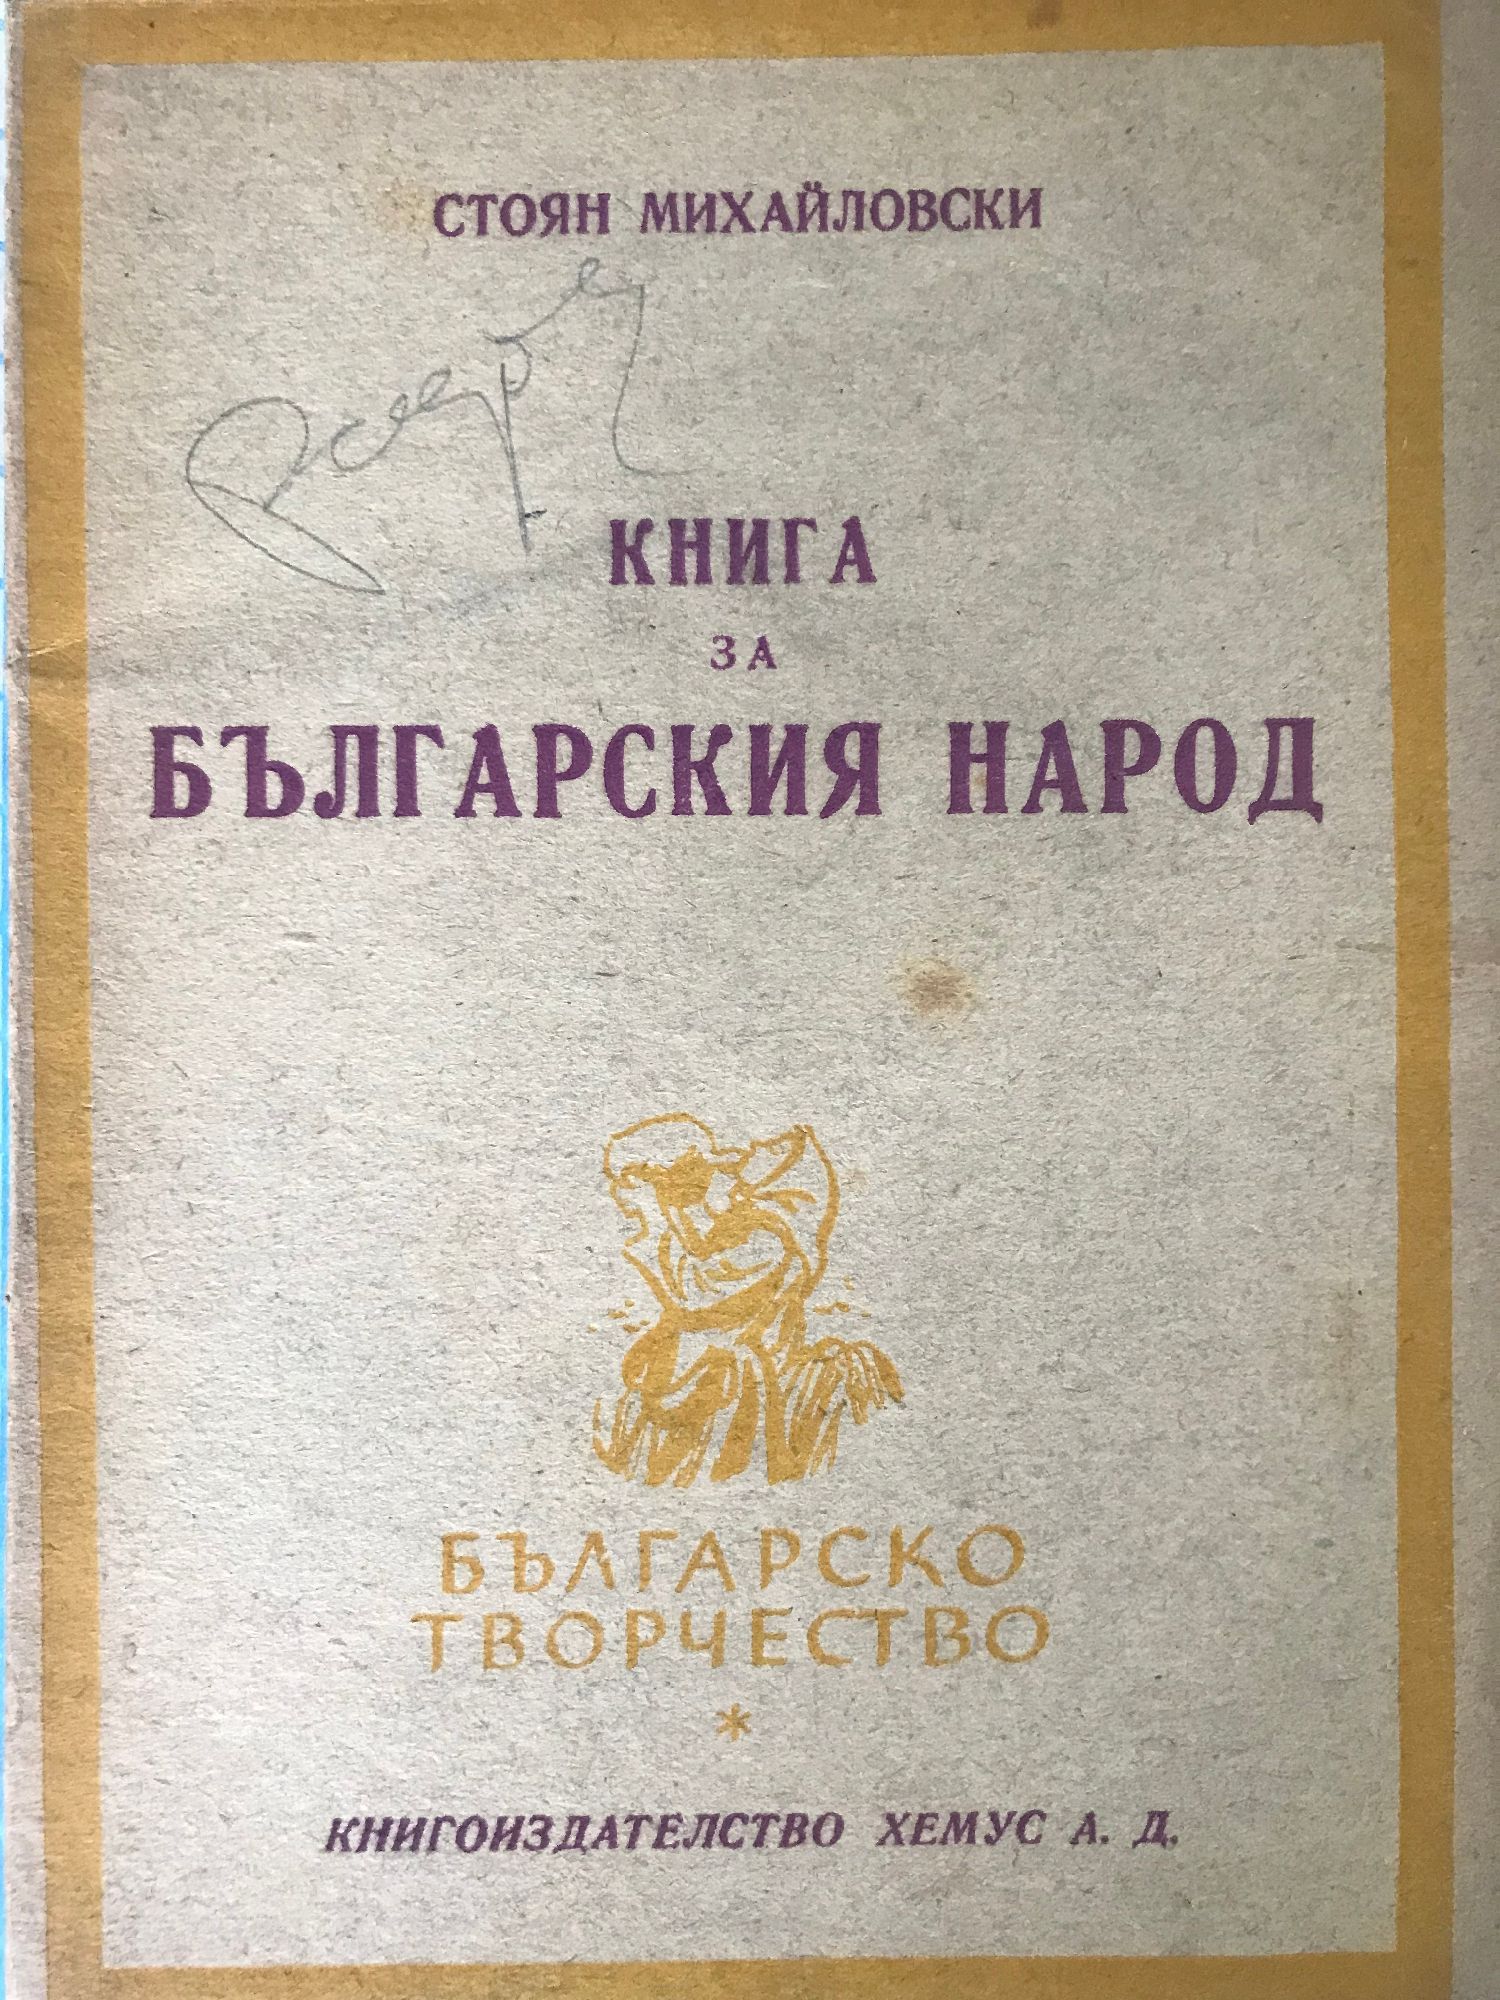 СТОЯН МИХАЙЛОВСКИ
КНИГА
ЗА
БЪЛГАРСКИЯ НАРОД
БЪЛГАРСКО
ТВОРЧЕСТВО
*
КНИГОИЗДАТЕЛСТВО ХЕМУС А. Д.